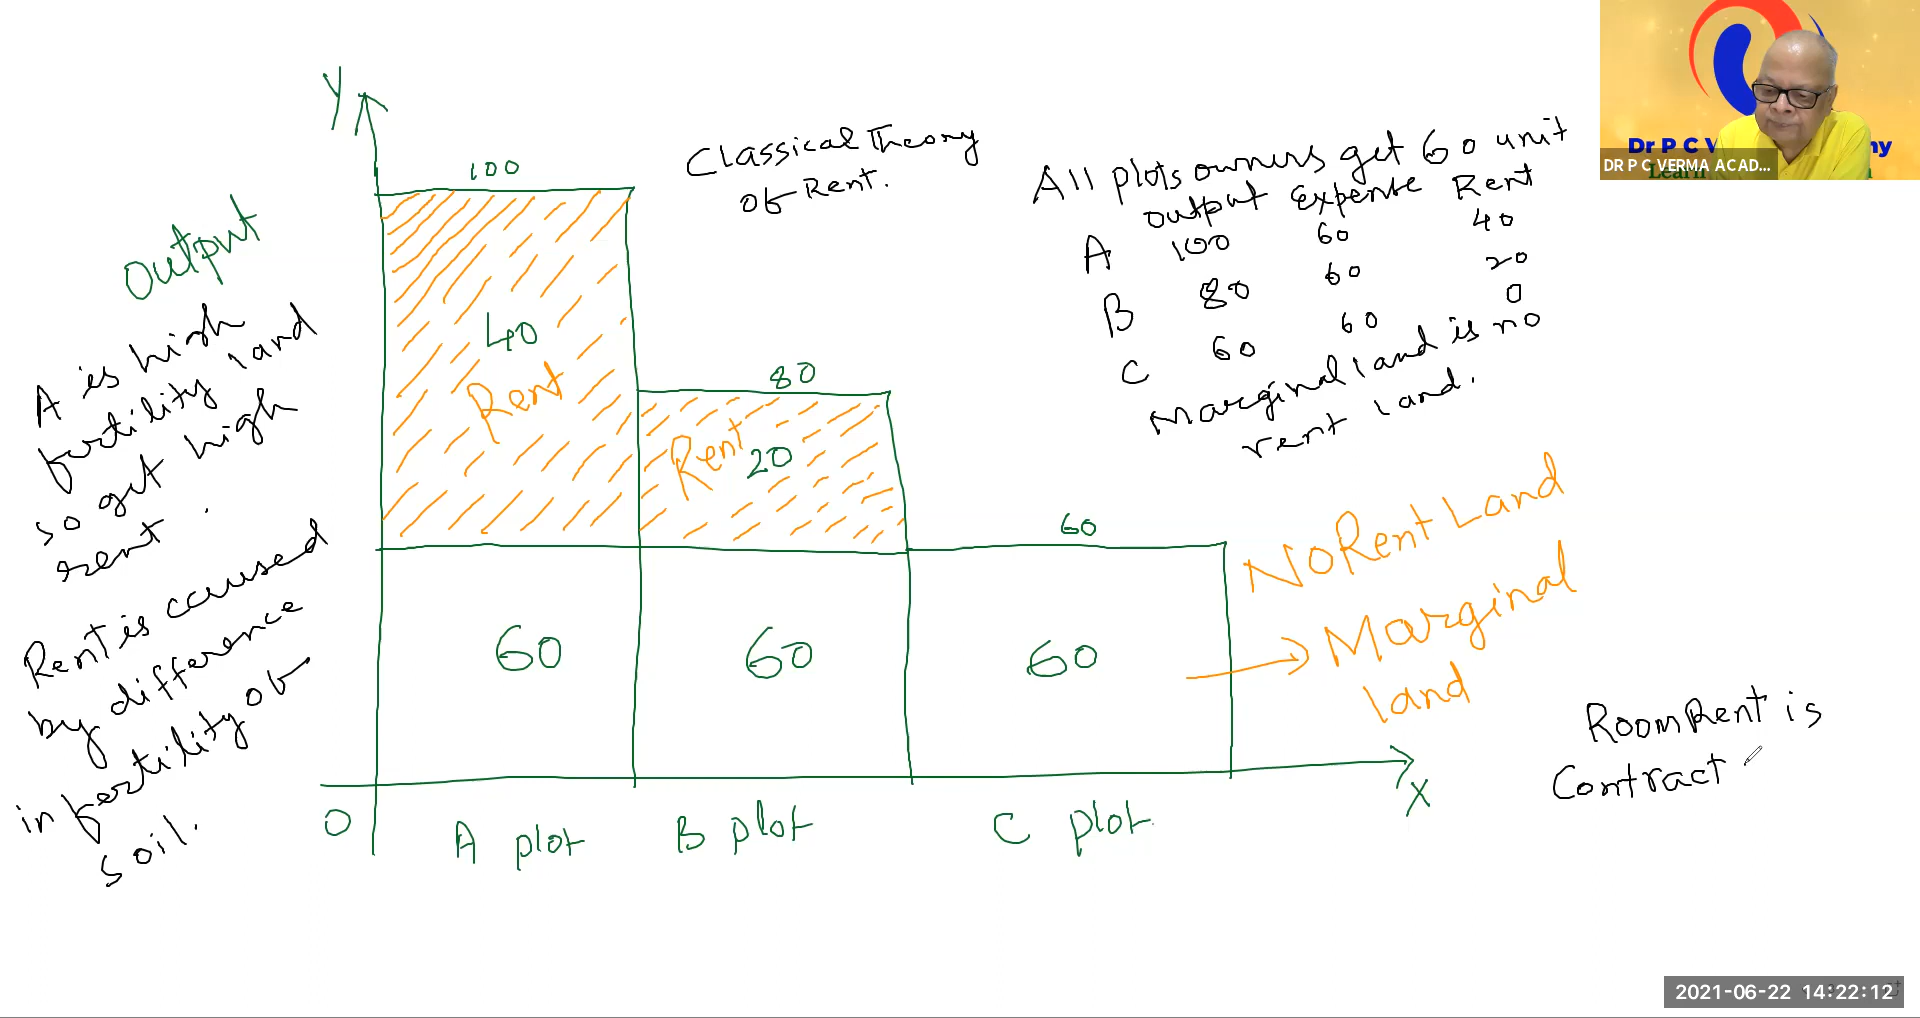 Y
100
Classical Theory
of Rent.
All plots owners get 60 unit
output Expense Rent
A 100 60 40
B 80 60 20
C 60 60 0
Marginal land is no
rent land.
Output
A is high
fertility land
so get high
rent.
Rent is caused
by difference
in fertility of
soil.
40
Rent
80
Rent
20
60
No Rent Land
Marginal
land
60
60
60
Room Rent is
Contract
O
X
A plot
B plot
C plot
Dr P C V
ny
DR P C VERMA ACAD...
2021-06-22 14:22:12